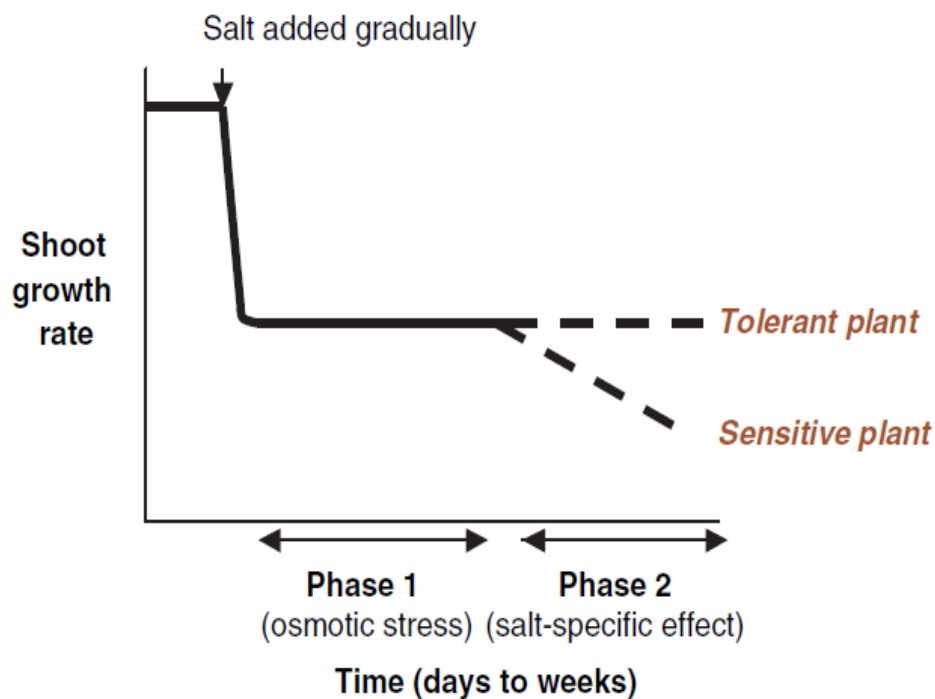 Salt added gradually
Shoot
growth
rate
Tolerant plant
Sensitive plant
Phase 1
(osmotic stress)
Phase 2
(salt-specific effect)
Time (days to weeks)